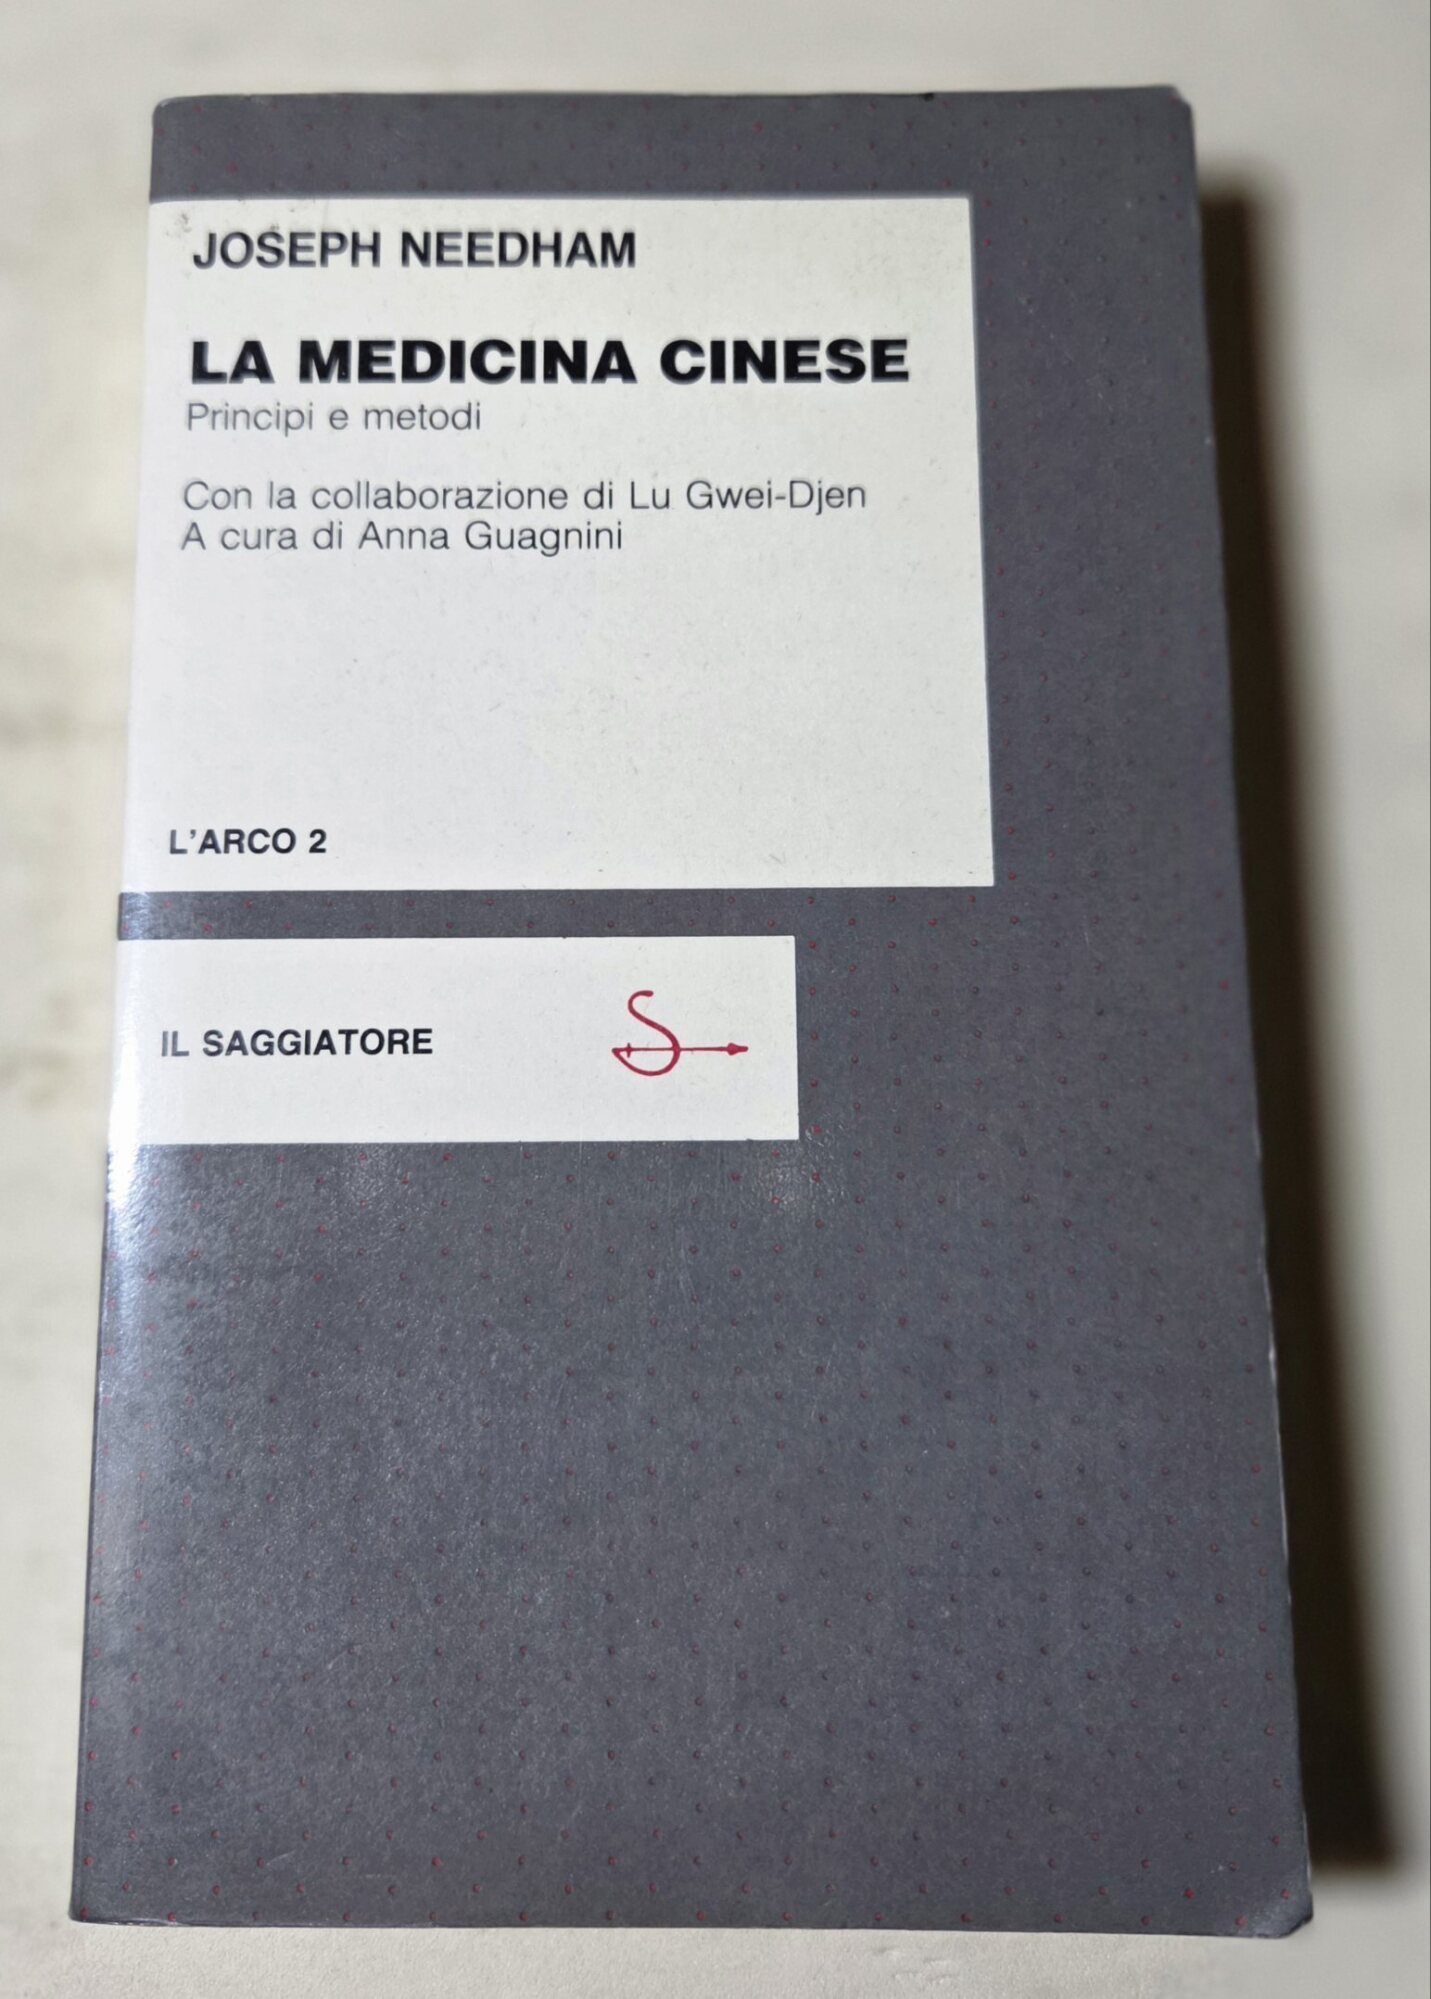 JOSEPH NEEDHAM
LA MEDICINA CINESE
Principi e metodi
Con la collaborazione di Lu Gwei-Djen
A cura di Anna Guagnini
L'ARCO 2
IL SAGGIATORE